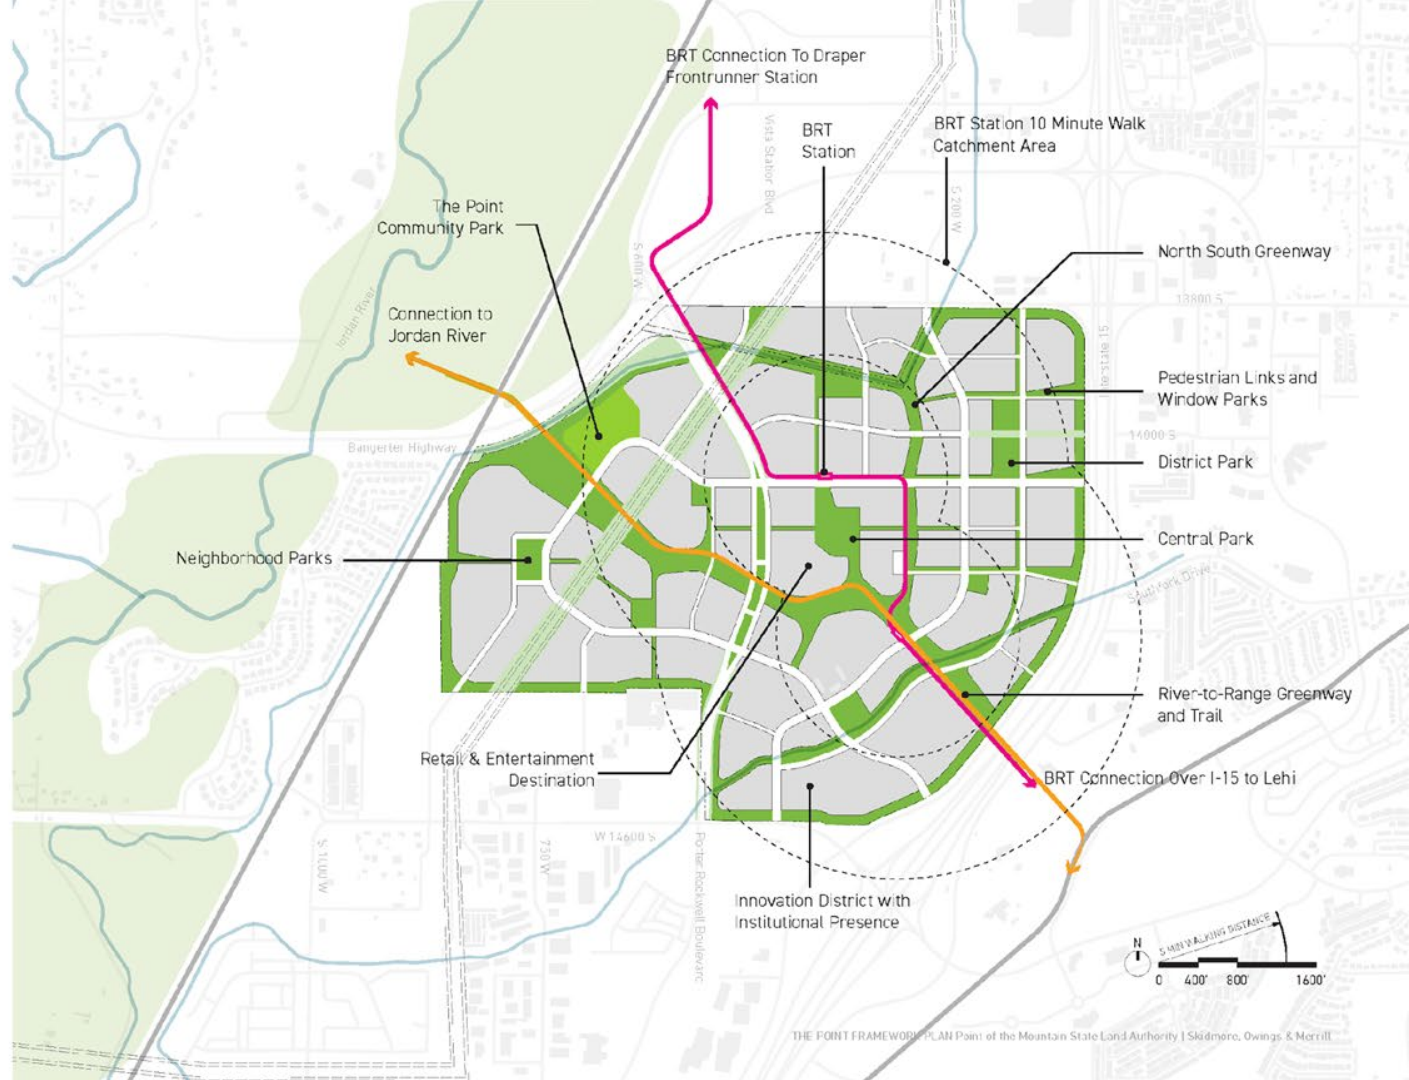 BRT Connection To Draper
Frontrunner Station
BRT
Station
BRT Station 10 Minute Walk
Catchment Area
Vista Station Blvd
S 200 W
The Point
Community Park
S 600 W
North South Greenway
13800 S
Jordan River
Connection to
Jordan River
Interstate 15
Pedestrian Links and
Window Parks
Bangerter Highway
14000 S
District Park
Neighborhood Parks
Central Park
Southfork Drive
River-to-Range Greenway
and Trail
Retail & Entertainment
Destination
BRT Connection Over I-15 to Lehi
W 14600 S
S 1000 W
750 W
Porter Rockwell Boulevard
Innovation District with
Institutional Presence
N
5 MIN WALKING DISTANCE
0 400' 800' 1600'
THE POINT FRAMEWORK PLAN Point of the Mountain State Land Authority | Skidmore, Owings & Merrill